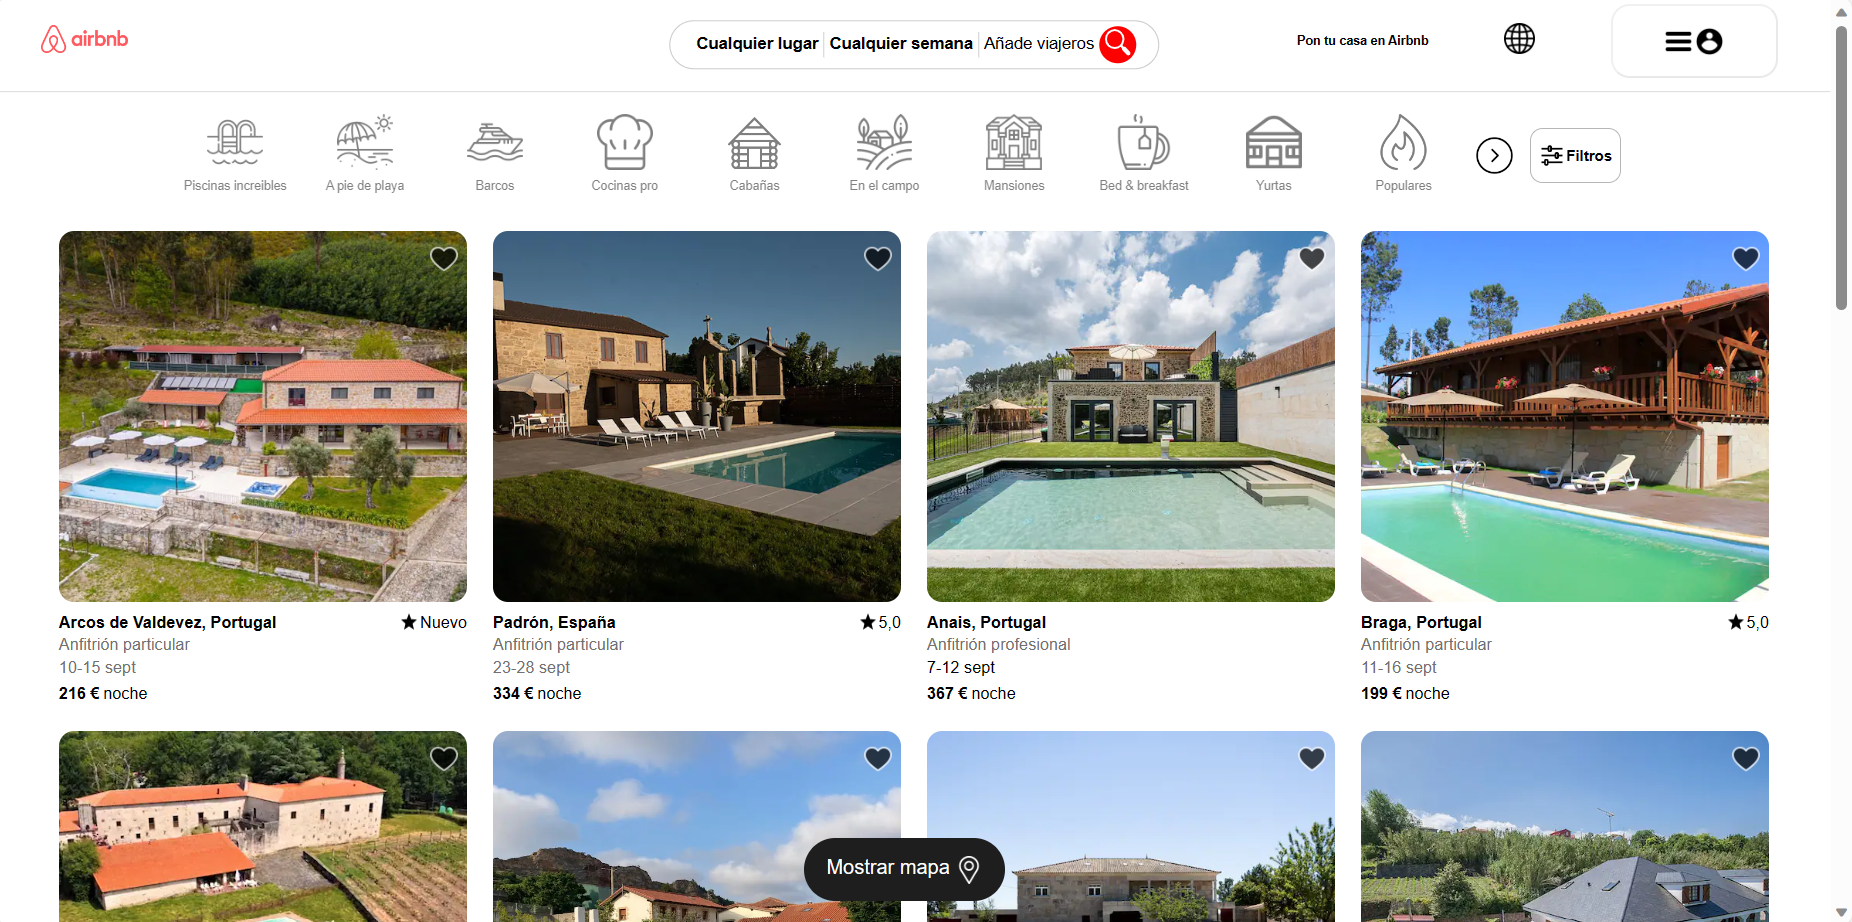 airbnb
Cualquier lugar Cualquier semana Añade viajeros
Pon tu casa en Airbnb
Piscinas increibles
A pie de playa
Barcos
Cocinas pro
Cabañas
En el campo
Mansiones
Bed & breakfast
Yurtas
Populares
Filtros
Arcos de Valdevez, Portugal
Nuevo
Anfitrión particular
10-15 sept
216 € noche
Padrón, España
5,0
Anfitrión particular
23-28 sept
334 € noche
Anais, Portugal
Anfitrión profesional
7-12 sept
367 € noche
Braga, Portugal
5,0
Anfitrión particular
11-16 sept
199 € noche
Mostrar mapa